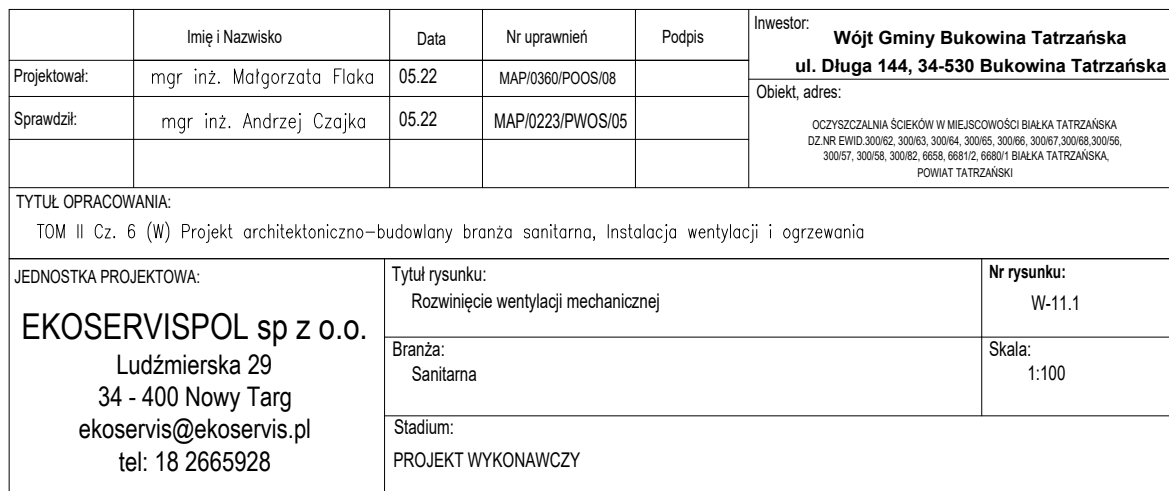 Imię i Nazwisko Data Nr uprawnień Podpis
Projektował: mgr inż. Małgorzata Flaka 05.22 MAP/0360/POOS/08
Sprawdził: mgr inż. Andrzej Czajka 05.22 MAP/0223/PWOS/05
Inwestor:
Wójt Gminy Bukowina Tatrzańska
ul. Długa 144, 34-530 Bukowina Tatrzańska
Obiekt, adres:
OCZYSZCZALNIA ŚCIEKÓW W MIEJSCOWOŚCI BIAŁKA TATRZAŃSKA
DZ.NR EWID.300/62, 300/63, 300/64, 300/65, 300/66, 300/67,300/68,300/56,
300/57, 300/58, 300/82, 6658, 6681/2, 6680/1 BIAŁKA TATRZAŃSKA,
POWIAT TATRZAŃSKI
TYTUŁ OPRACOWANIA:
TOM II Cz. 6 (W) Projekt architektoniczno-budowlany branża sanitarna, Instalacja wentylacji i ogrzewania
JEDNOSTKA PROJEKTOWA:
EKOSERVISPOL sp z o.o.
Ludźmierska 29
34 - 400 Nowy Targ
ekoservis@ekoservis.pl
tel: 18 2665928
Tytuł rysunku:
Rozwinięcie wentylacji mechanicznej
Nr rysunku:
W-11.1
Branża:
Sanitarna
Skala:
1:100
Stadium:
PROJEKT WYKONAWCZY